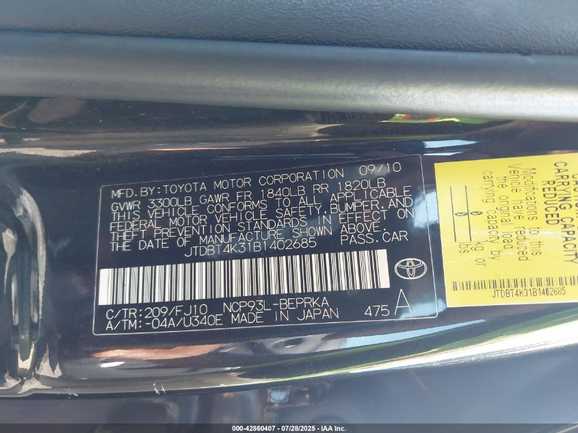 MFD.BY:TOYOTA MOTOR CORPORATION 09/10
GVWR 3300LB GAWR FR 1840LB RR 1820LB
THIS VEHICLE CONFORMS TO ALL APPLICABLE
FEDERAL MOTOR VEHICLE SAFETY,BUMPER,AND
THEFT PREVENTION STANDARDS IN EFFECT ON
THE DATE OF MANUFACTURE SHOWN ABOVE.
JTDBT4K31B1402685 PASS.CAR
C/TR:209/FJ10 NCP93L-BEPRKA
A/TM:-04A/U340E MADE IN JAPAN 475 A
TOYOTA
CARRYING CAPACITY
REDUCED
JTDBT4K31B1402685
000-42860407 / 07/28/2025 - IAA Inc.